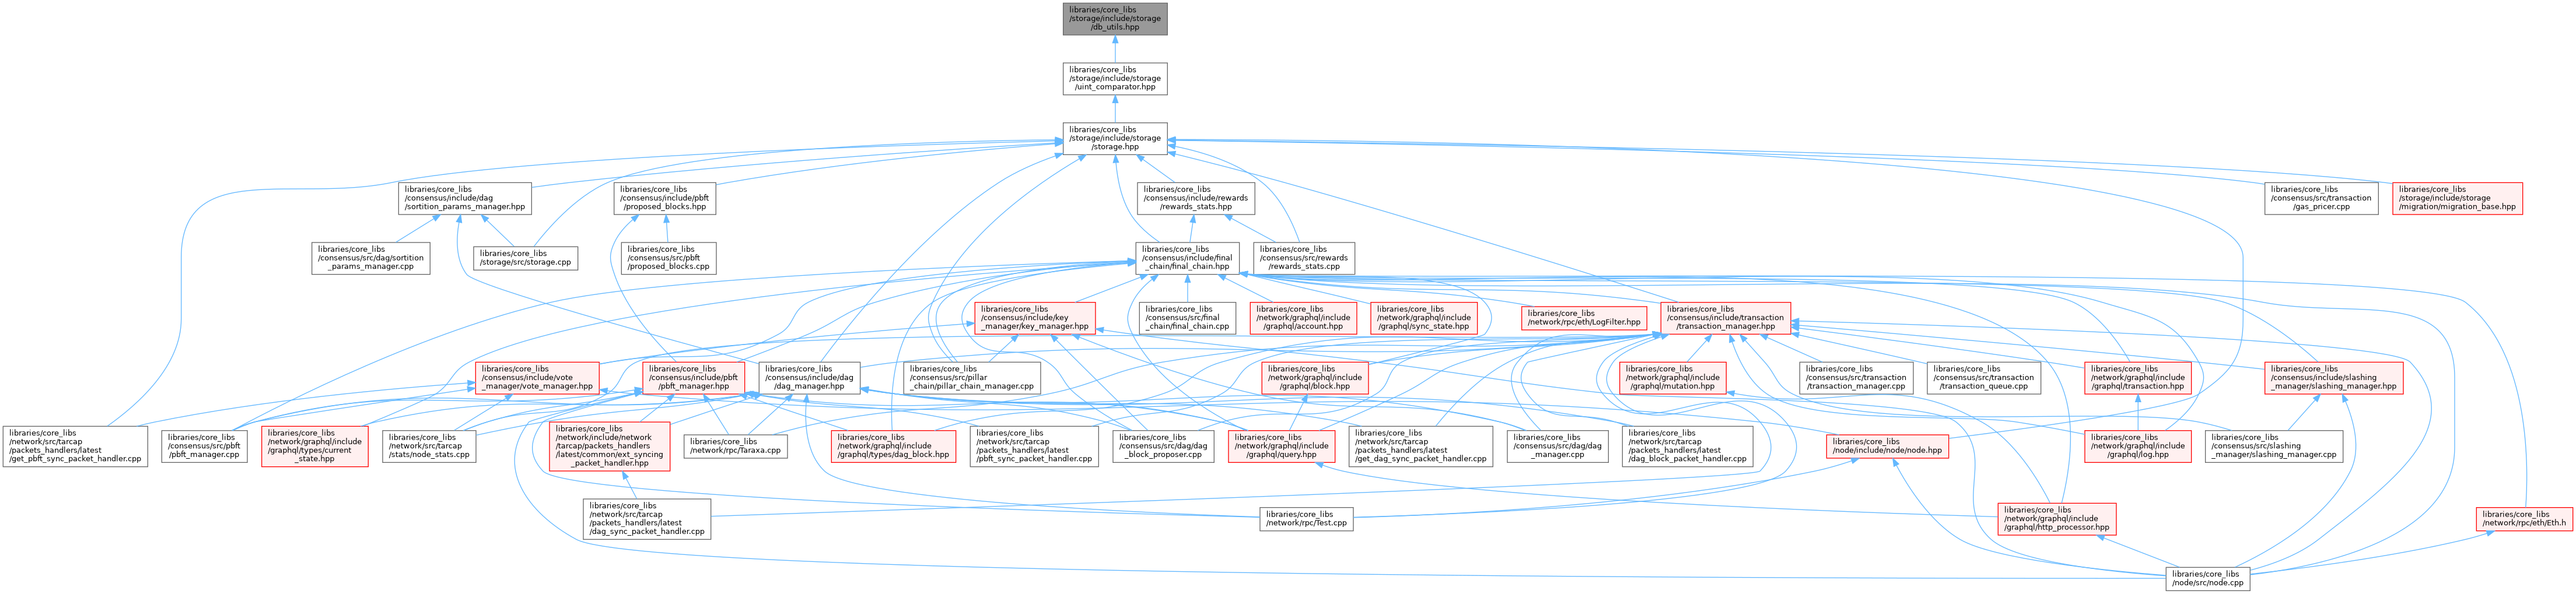 libraries/core_libs
/storage/include/storage
/db_utils.hpp
libraries/core_libs
/storage/include/storage
/uint_comparator.hpp
libraries/core_libs
/storage/include/storage
/storage.hpp
libraries/core_libs
/consensus/include/dag
/sortition_params_manager.hpp
libraries/core_libs
/consensus/include/pbft
/proposed_blocks.hpp
libraries/core_libs
/consensus/include/rewards
/rewards_stats.hpp
libraries/core_libs
/consensus/src/transaction
/gas_pricer.cpp
libraries/core_libs
/storage/include/storage
/migration/migration_base.hpp
libraries/core_libs
/consensus/src/dag/sortition
_params_manager.cpp
libraries/core_libs
/storage/src/storage.cpp
libraries/core_libs
/consensus/src/pbft
/proposed_blocks.cpp
libraries/core_libs
/consensus/include/final
_chain/final_chain.hpp
libraries/core_libs
/consensus/src/rewards
/rewards_stats.cpp
libraries/core_libs
/consensus/include/key
_manager/key_manager.hpp
libraries/core_libs
/consensus/src/final
_chain/final_chain.cpp
libraries/core_libs
/network/graphql/include
/graphql/account.hpp
libraries/core_libs
/network/graphql/include
/graphql/sync_state.hpp
libraries/core_libs
/network/rpc/eth/LogFilter.hpp
libraries/core_libs
/consensus/include/transaction
/transaction_manager.hpp
libraries/core_libs
/consensus/include/vote
_manager/vote_manager.hpp
libraries/core_libs
/consensus/include/pbft
/pbft_manager.hpp
libraries/core_libs
/consensus/include/dag
/dag_manager.hpp
libraries/core_libs
/consensus/src/pillar
_chain/pillar_chain_manager.cpp
libraries/core_libs
/network/graphql/include
/graphql/block.hpp
libraries/core_libs
/network/graphql/include
/graphql/mutation.hpp
libraries/core_libs
/consensus/src/transaction
/transaction_manager.cpp
libraries/core_libs
/consensus/src/transaction
/transaction_queue.cpp
libraries/core_libs
/network/graphql/include
/graphql/transaction.hpp
libraries/core_libs
/consensus/include/slashing
_manager/slashing_manager.hpp
libraries/core_libs
/network/src/tarcap
/packets_handlers/latest
/get_pbft_sync_packet_handler.cpp
libraries/core_libs
/consensus/src/pbft
/pbft_manager.cpp
libraries/core_libs
/network/graphql/include
/graphql/types/current
_state.hpp
libraries/core_libs
/network/src/tarcap
/stats/node_stats.cpp
libraries/core_libs
/network/include/network
/tarcap/packets_handlers
/latest/common/ext_syncing
_packet_handler.hpp
libraries/core_libs
/network/rpc/Taraxa.cpp
libraries/core_libs
/network/graphql/include
/graphql/types/dag_block.hpp
libraries/core_libs
/network/src/tarcap
/packets_handlers/latest
/pbft_sync_packet_handler.cpp
libraries/core_libs
/consensus/src/dag/dag
_block_proposer.cpp
libraries/core_libs
/network/graphql/include
/graphql/query.hpp
libraries/core_libs
/network/src/tarcap
/packets_handlers/latest
/get_dag_sync_packet_handler.cpp
libraries/core_libs
/consensus/src/dag/dag
_manager.cpp
libraries/core_libs
/network/src/tarcap
/packets_handlers/latest
/dag_block_packet_handler.cpp
libraries/core_libs
/node/include/node/node.hpp
libraries/core_libs
/network/graphql/include
/graphql/log.hpp
libraries/core_libs
/consensus/src/slashing
_manager/slashing_manager.cpp
libraries/core_libs
/network/src/tarcap
/packets_handlers/latest
/dag_sync_packet_handler.cpp
libraries/core_libs
/network/rpc/Test.cpp
libraries/core_libs
/network/graphql/include
/graphql/http_processor.hpp
libraries/core_libs
/network/rpc/eth/Eth.h
libraries/core_libs
/node/src/node.cpp